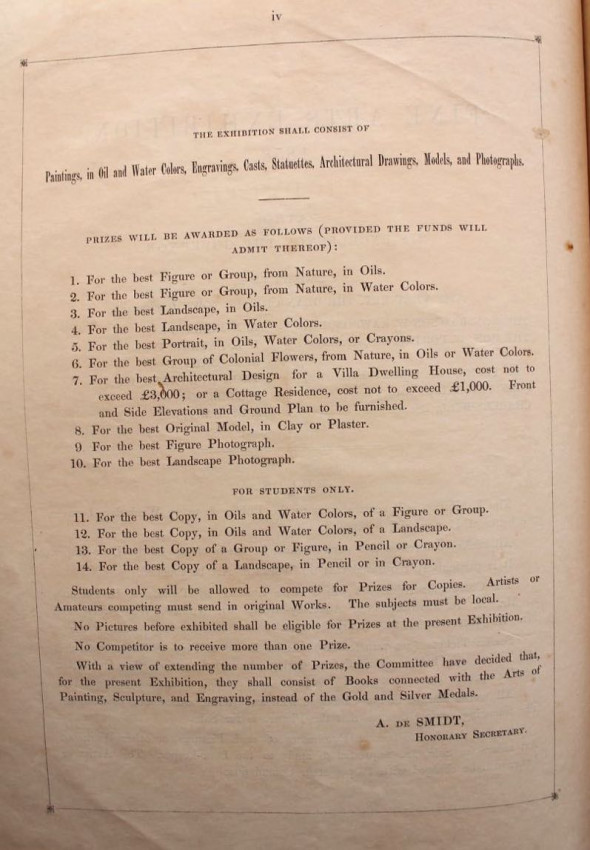 iv
THE EXHIBITION SHALL CONSIST OF
Paintings, in Oil and Water Colors, Engravings, Casts, Statuettes, Architectural Drawings, Models, and Photographs.
PRIZES WILL BE AWARDED AS FOLLOWS (PROVIDED THE FUNDS WILL
ADMIT THEREOF):
1. For the best Figure or Group, from Nature, in Oils.
2. For the best Figure or Group, from Nature, in Water Colors.
3. For the best Landscape, in Oils.
4. For the best Landscape, in Water Colors.
5. For the best Portrait, in Oils, Water Colors, or Crayons.
6. For the best Group of Colonial Flowers, from Nature, in Oils or Water Colors.
7. For the best Architectural Design for a Villa Dwelling House, cost not to
exceed £3,000; or a Cottage Residence, cost not to exceed £1,000. Front
and Side Elevations and Ground Plan to be furnished.
8. For the best Original Model, in Clay or Plaster.
9 For the best Figure Photograph.
10. For the best Landscape Photograph.
FOR STUDENTS ONLY.
11. For the best Copy, in Oils and Water Colors, of a Figure or Group.
12. For the best Copy, in Oils and Water Colors, of a Landscape.
13. For the best Copy of a Group or Figure, in Pencil or Crayon.
14. For the best Copy of a Landscape, in Pencil or in Crayon.
Students only will be allowed to compete for Prizes for Copies. Artists or
Amateurs competing must send in original Works. The subjects must be local.
No Pictures before exhibited shall be eligible for Prizes at the present Exhibition.
No Competitor is to receive more than one Prize.
With a view of extending the number of Prizes, the Committee have decided that,
for the present Exhibition, they shall consist of Books connected with the Arts of
Painting, Sculpture, and Engraving, instead of the Gold and Silver Medals.
A. DE SMIDT,
HONORARY SECRETARY.